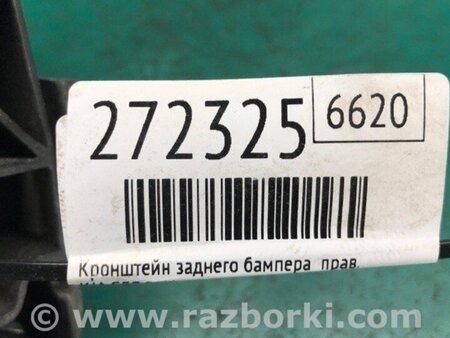 272325
6620
Кронштейн заднего бампера прав.
www.razborki.com